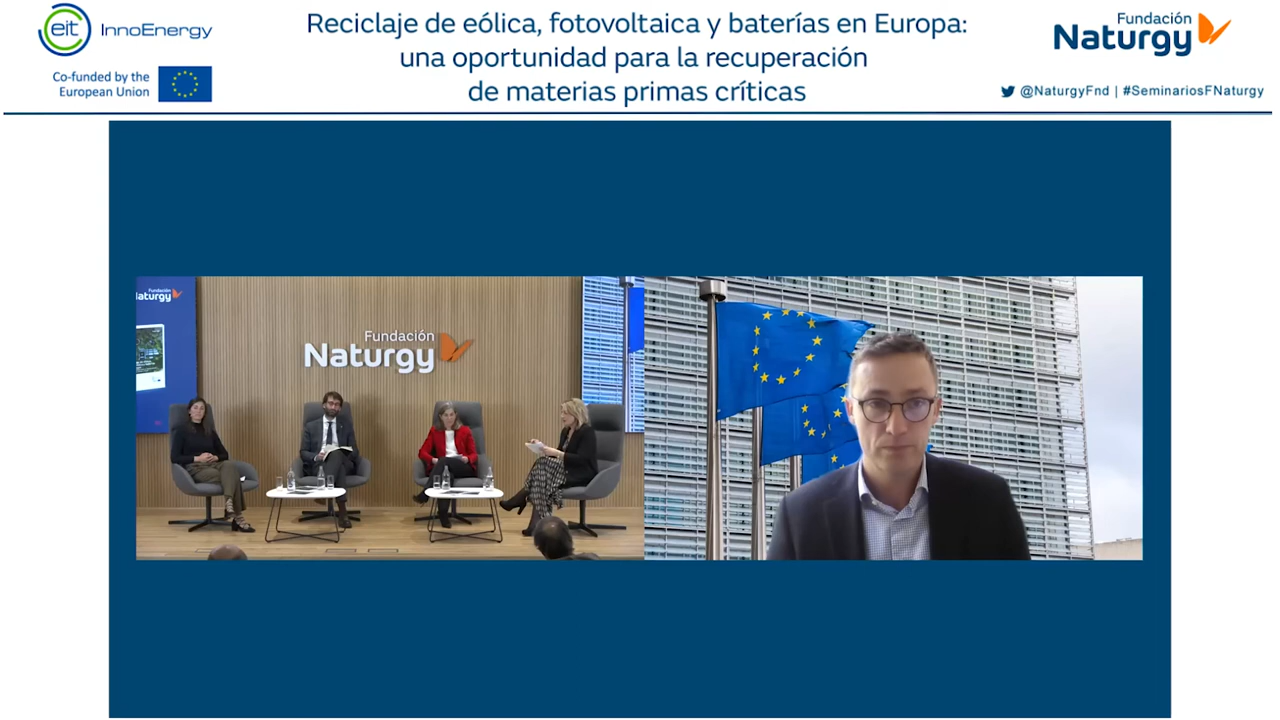 eit InnoEnergy
Co-funded by the
European Union
Reciclaje de eólica, fotovoltaica y baterías en Europa:
una oportunidad para la recuperación
de materias primas críticas
Fundación
Naturgy
@NaturgyFnd | #SeminariosFNaturgy
Fundación
Naturgy
Fundación
Naturgy